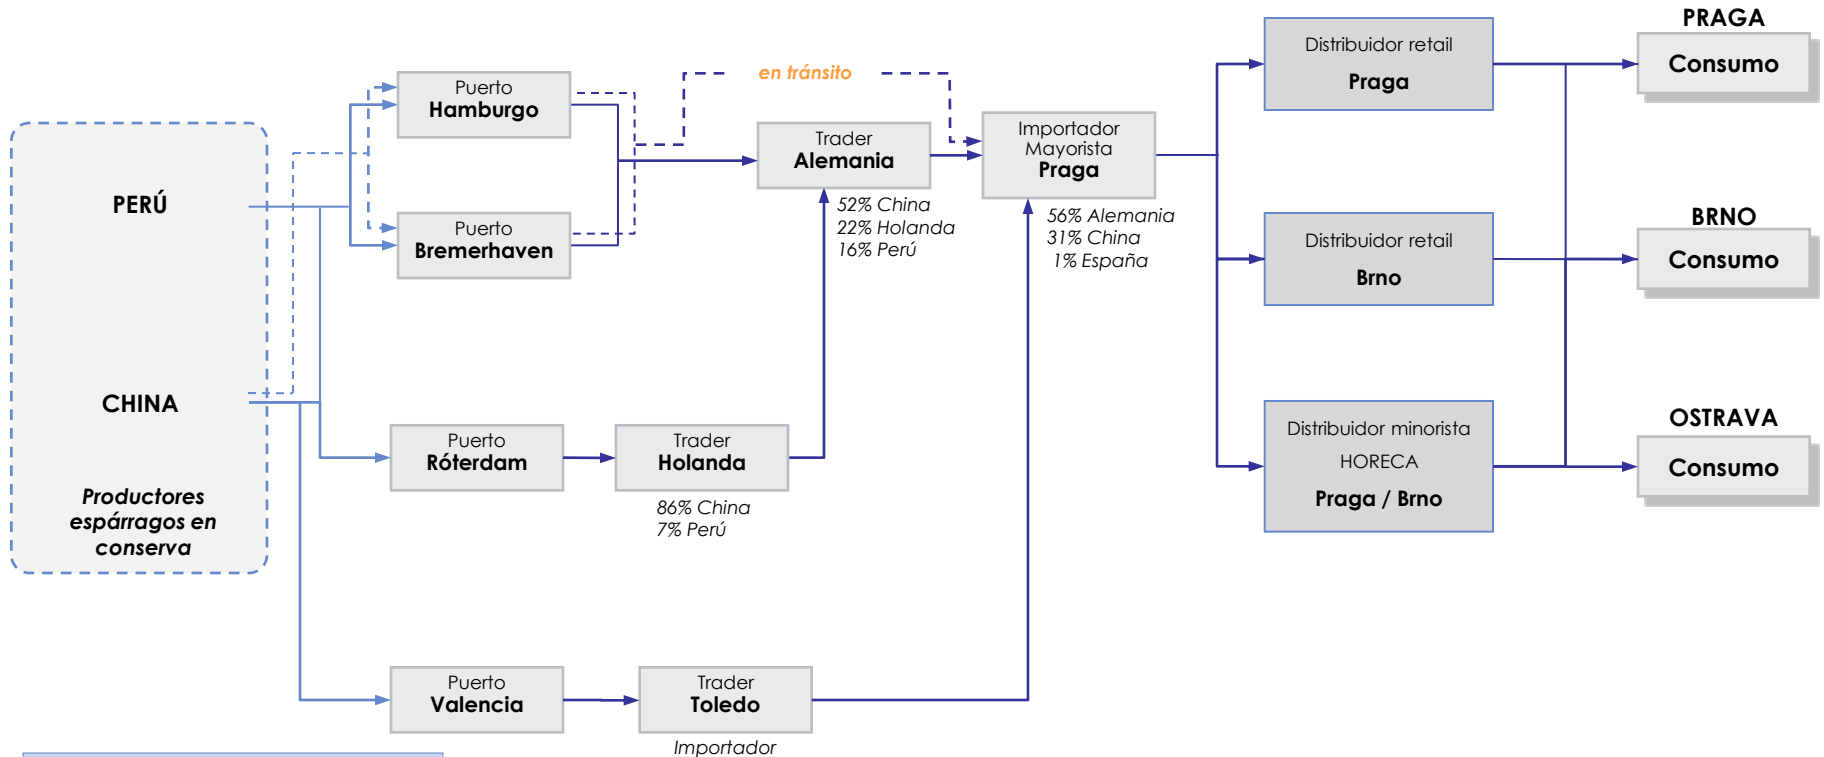 PERÚ
CHINA
Productores
espárragos en
conserva
Puerto
Hamburgo
Puerto
Bremerhaven
Puerto
Róterdam
Puerto
Valencia
en tránsito
Trader
Alemania
52% China
22% Holanda
16% Perú
Trader
Holanda
86% China
7% Perú
Trader
Toledo
Importador
Importador
Mayorista
Praga
56% Alemania
31% China
1% España
Distribuidor retail
Praga
Distribuidor retail
Brno
Distribuidor minorista
HORECA
Praga / Brno
PRAGA
Consumo
BRNO
Consumo
OSTRAVA
Consumo